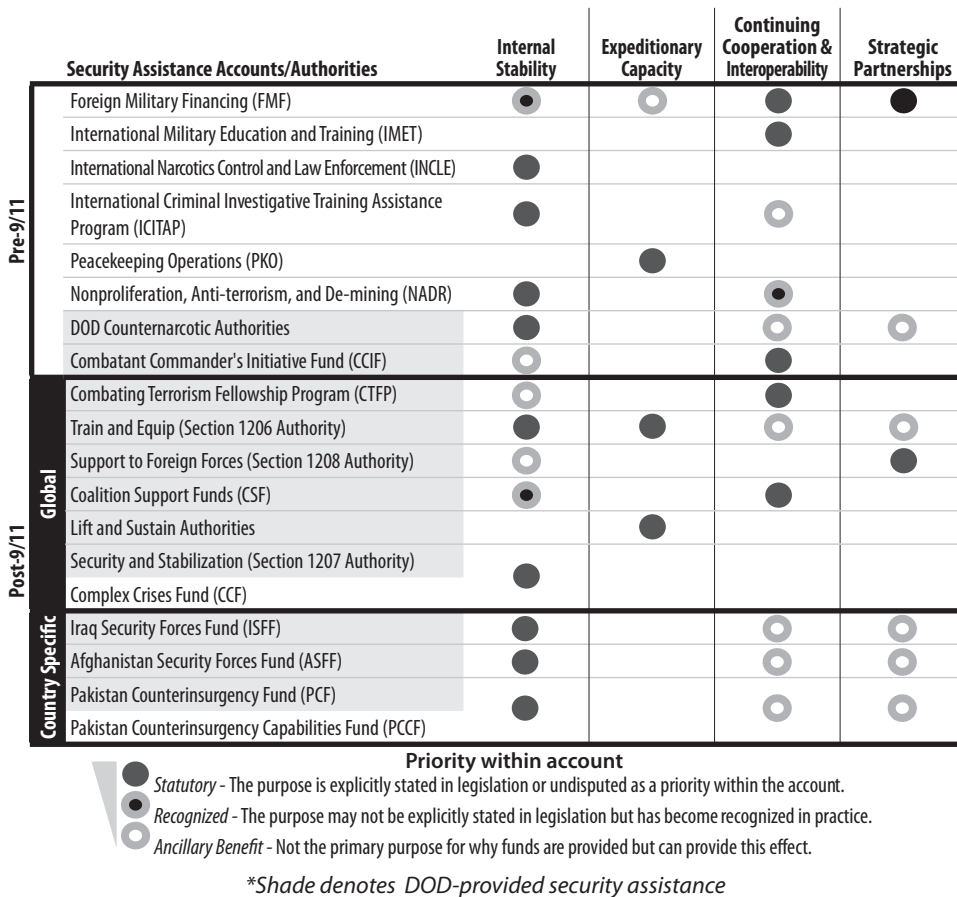 Security Assistance Accounts/Authorities
Internal
Stability
Expeditionary
Capacity
Continuing
Cooperation &
Interoperability
Strategic
Partnerships
Pre-9/11
Foreign Military Financing (FMF)
International Military Education and Training (IMET)
International Narcotics Control and Law Enforcement (INCLE)
International Criminal Investigative Training Assistance
Program (ICITAP)
Peacekeeping Operations (PKO)
Nonproliferation, Anti-terrorism, and De-mining (NADR)
DOD Counternarcotic Authorities
Combatant Commander's Initiative Fund (CCIF)
Post-9/11
Global
Combating Terrorism Fellowship Program (CTFP)
Train and Equip (Section 1206 Authority)
Support to Foreign Forces (Section 1208 Authority)
Coalition Support Funds (CSF)
Lift and Sustain Authorities
Security and Stabilization (Section 1207 Authority)
Complex Crises Fund (CCF)
Country Specific
Iraq Security Forces Fund (ISFF)
Afghanistan Security Forces Fund (ASFF)
Pakistan Counterinsurgency Fund (PCF)
Pakistan Counterinsurgency Capabilities Fund (PCCF)
Priority within account
Statutory - The purpose is explicitly stated in legislation or undisputed as a priority within the account.
Recognized - The purpose may not be explicitly stated in legislation but has become recognized in practice.
Ancillary Benefit - Not the primary purpose for why funds are provided but can provide this effect.
*Shade denotes DOD-provided security assistance